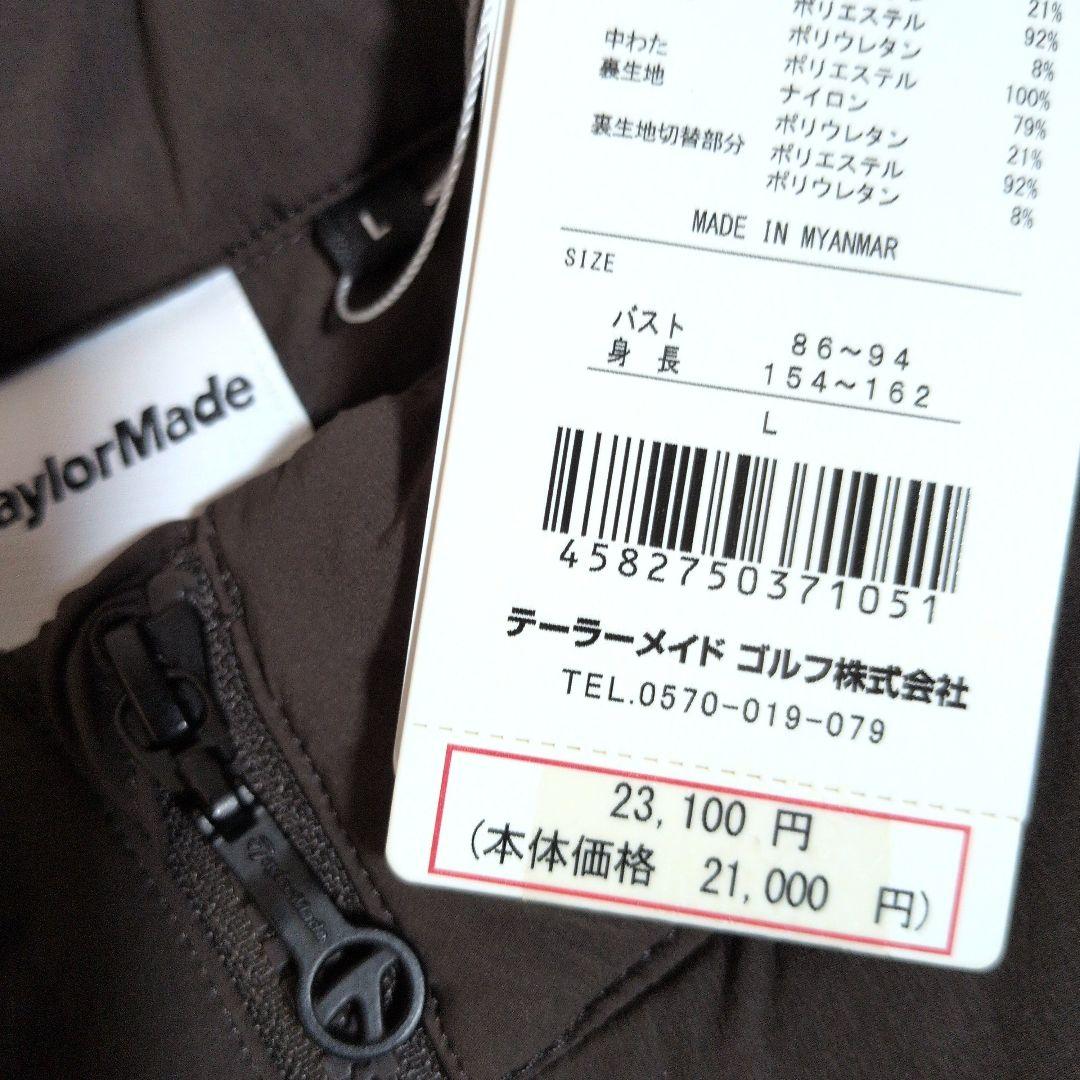 21%
ポリエステル 92%
ポリウレタン 8%
中わた ポリエステル 100%
裏生地 ナイロン 79%
ポリウレタン 21%
裏生地切替部分 ポリエステル 92%
ポリウレタン 8%
MADE IN MYANMAR
SIZE
バスト 86~94
身長 154~162
L
4582750371051
テーラーメイド ゴルフ株式会社
TEL.0570-019-079
23,100 円
(本体価格 21,000 円)
L
aylorMade
TaylorMade